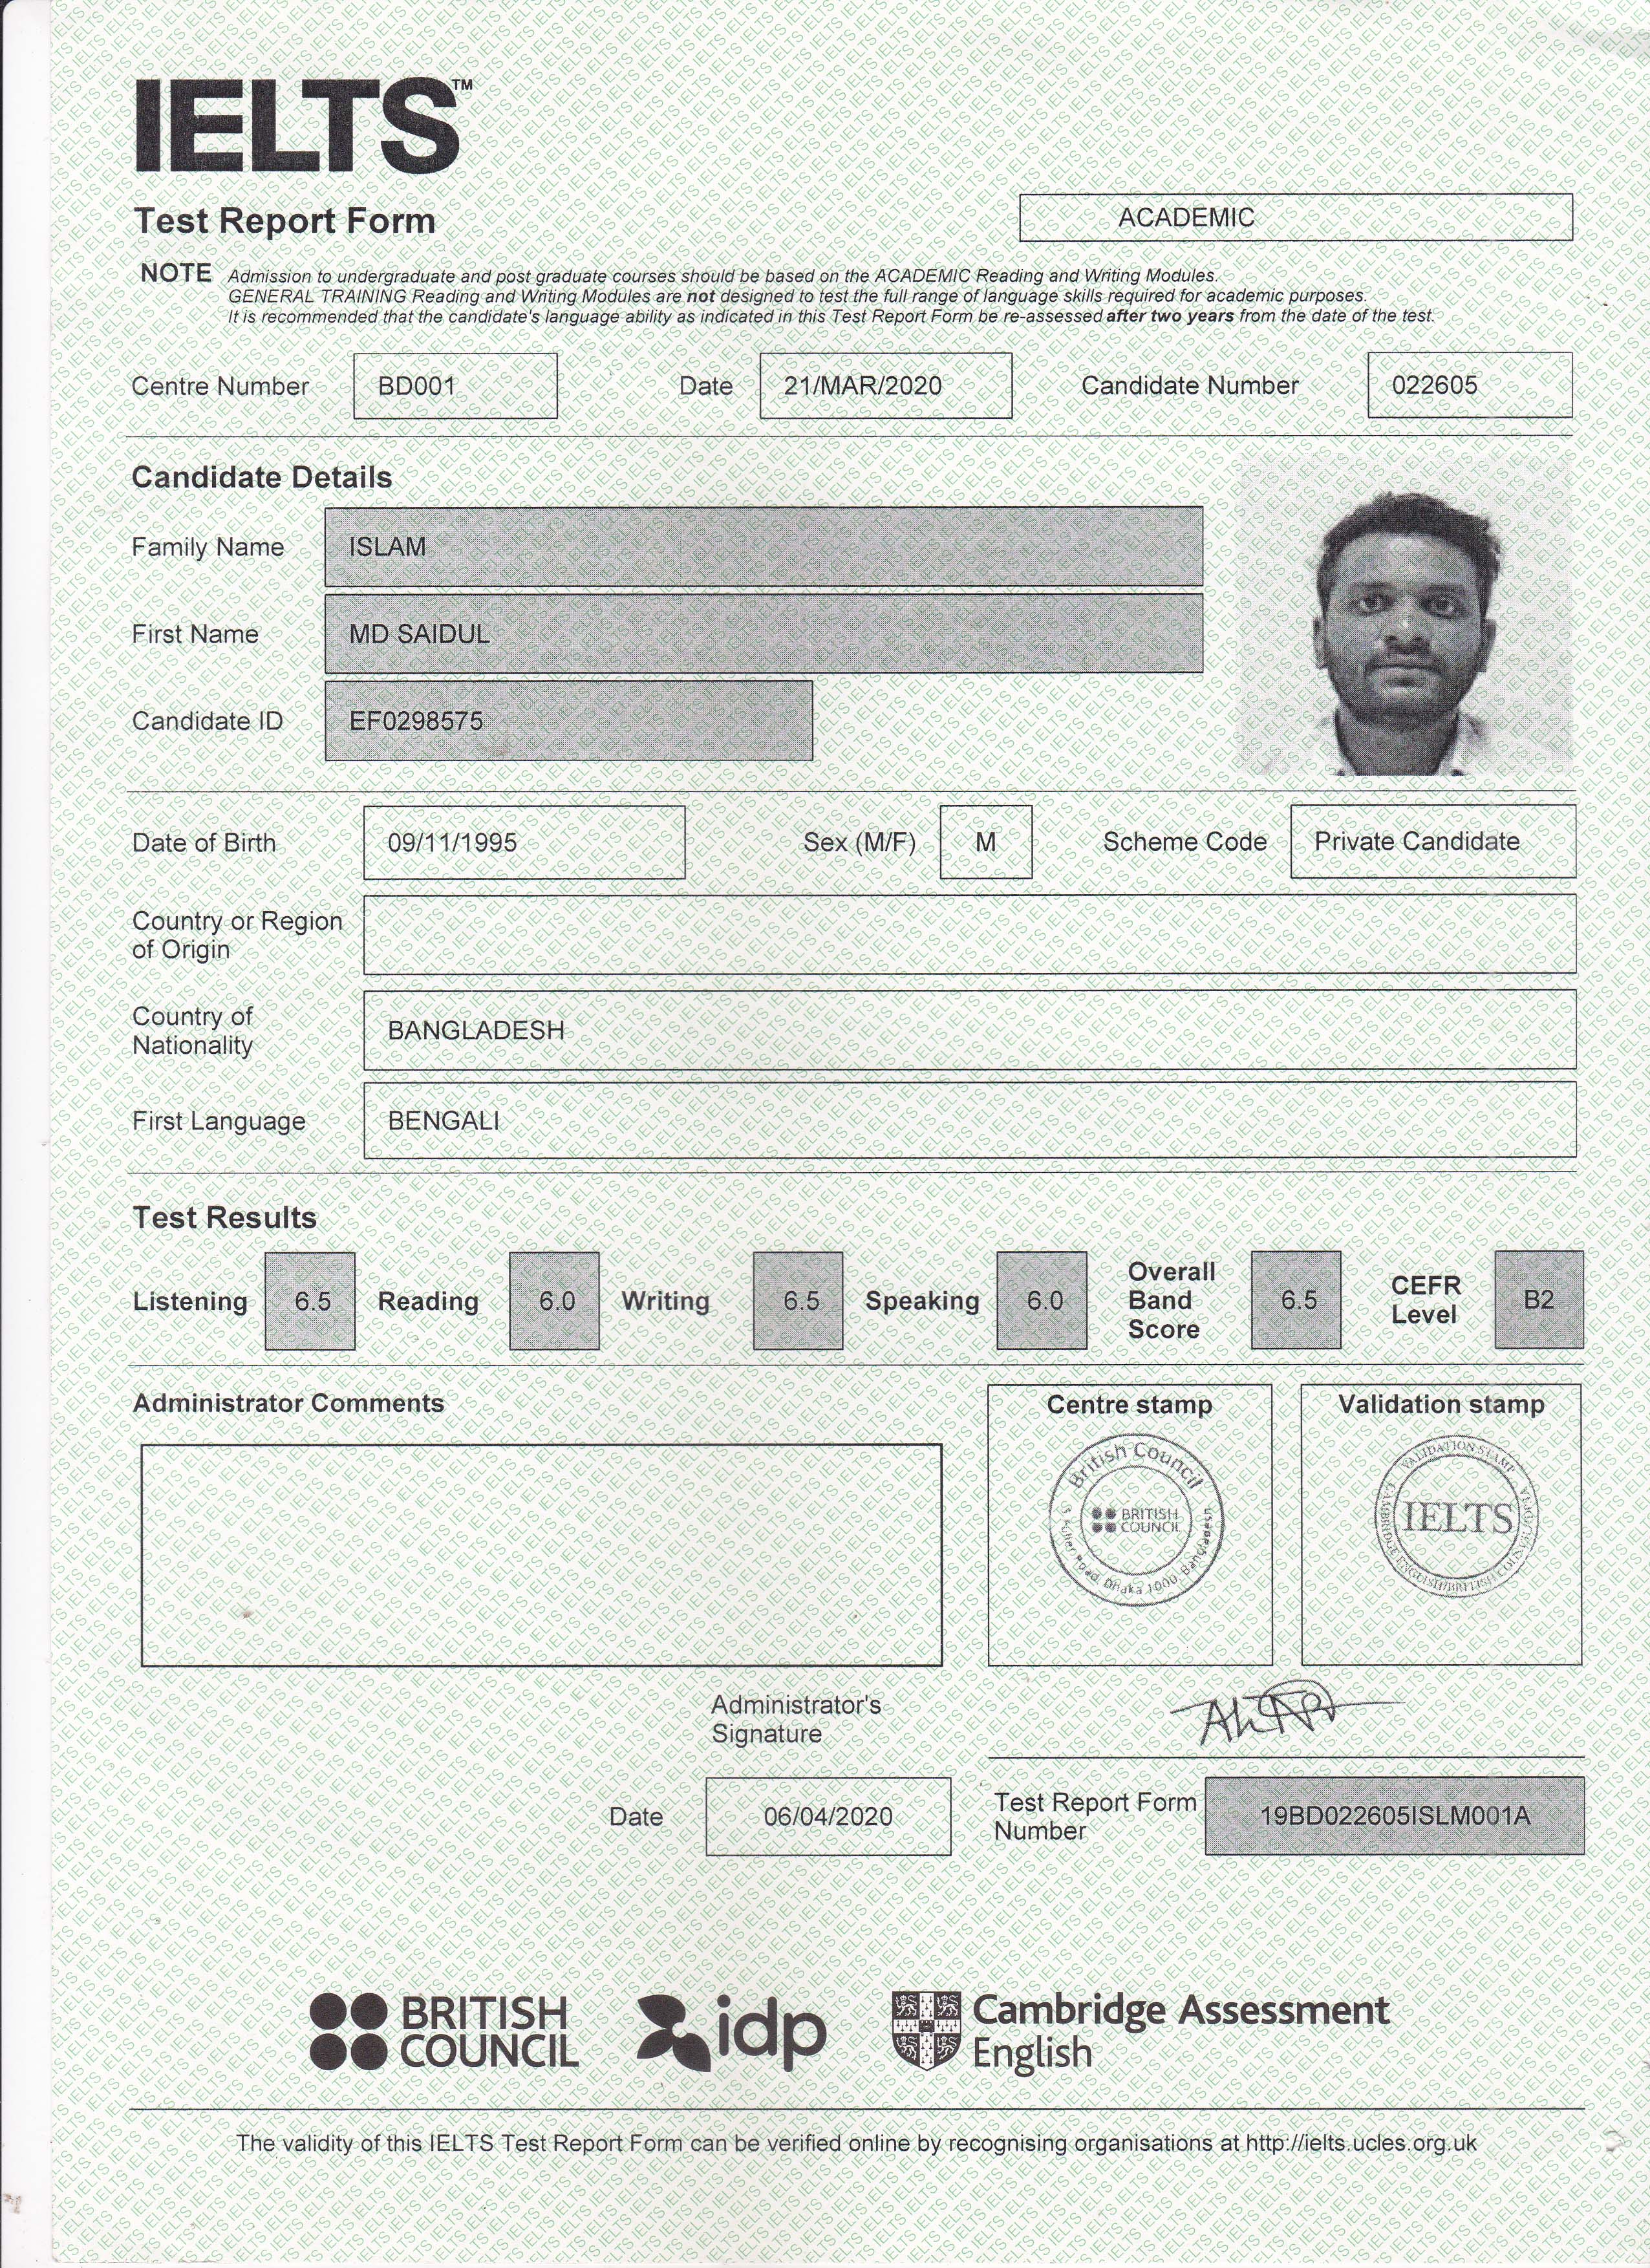 IELTS™
Test Report Form
ACADEMIC
NOTE Admission to undergraduate and post graduate courses should be based on the ACADEMIC Reading and Writing Modules.
GENERAL TRAINING Reading and Writing Modules are not designed to test the full range of language skills required for academic purposes.
It is recommended that the candidate's language ability as indicated in this Test Report Form be re-assessed after two years from the date of the test.
Centre Number BD001 Date 21/MAR/2020 Candidate Number 022605
Candidate Details
Family Name ISLAM
First Name MD SAIDUL
Candidate ID EF0298575
Date of Birth 09/11/1995 Sex (M/F) M Scheme Code Private Candidate
Country or Region
of Origin
Country of
Nationality
BANGLADESH
First Language BENGALI
Test Results
Listening 6.5 Reading 6.0 Writing 6.5 Speaking 6.0
Overall
Band
Score
6.5
CEFR
Level
B2
Administrator Comments
Centre stamp
British Council
BRITISH
COUNCIL
5 Fuller Road, Dhaka 1000, Bangladesh
Validation stamp
VALIDATION STAMP
IELTS
CAMBRIDGE ENGLISH/BRITISH COUNCIL/IDP:IEA
Administrator's
Signature
Date 06/04/2020
Test Report Form
Number
19BD022605ISLM001A
BRITISH
COUNCIL
idp
Cambridge Assessment
English
The validity of this IELTS Test Report Form can be verified online by recognising organisations at http://ielts.ucles.org.uk